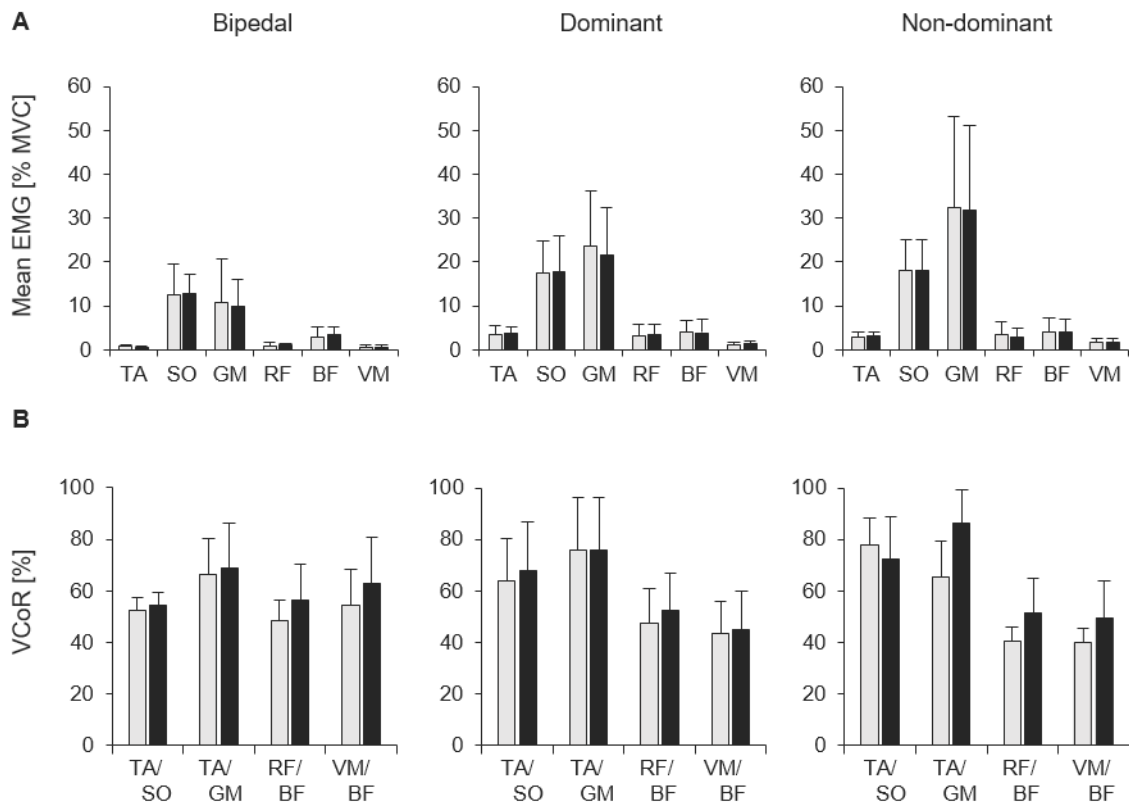 A
Bipedal
Dominant
Non-dominant
Mean EMG [% MVC]
60
50
40
30
20
10
0
TA SO GM RF BF VM
60
50
40
30
20
10
0
TA SO GM RF BF VM
60
50
40
30
20
10
0
TA SO GM RF BF VM
B
VCoR [%]
100
80
60
40
20
0
TA/ TA/ RF/ VM/
SO GM BF BF
100
80
60
40
20
0
TA/ TA/ RF/ VM/
SO GM BF BF
100
80
60
40
20
0
TA/ TA/ RF/ VM/
SO GM BF BF